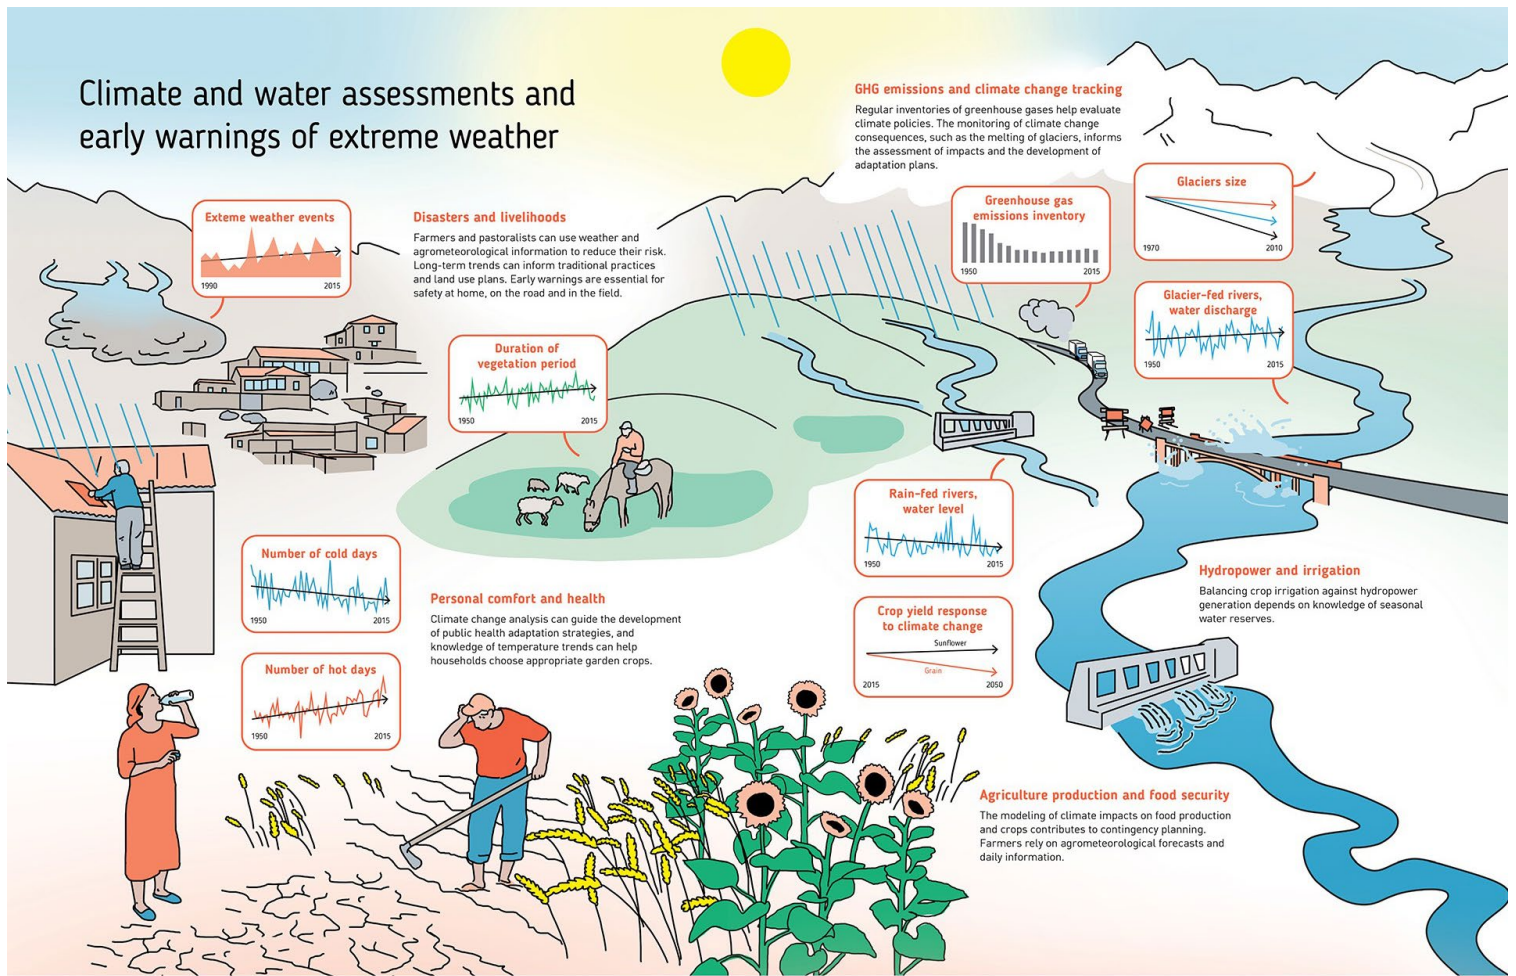 Climate and water assessments and
early warnings of extreme weather
GHG emissions and climate change tracking
Regular inventories of greenhouse gases help evaluate
climate policies. The monitoring of climate change
consequences, such as the melting of glaciers, informs
the assessment of impacts and the development of
adaptation plans.
Glaciers size
1970 2010
Greenhouse gas
emissions inventory
1950 2015
Exteme weather events
1990 2015
Disasters and livelihoods
Farmers and pastoralists can use weather and
agrometeorological information to reduce their risk.
Long-term trends can inform traditional practices
and land use plans. Early warnings are essential for
safety at home, on the road and in the field.
Glacier-fed rivers,
water discharge
1950 2015
Duration of
vegetation period
1950 2015
Rain-fed rivers,
water level
1950 2015
Number of cold days
1950 2015
Hydropower and irrigation
Balancing crop irrigation against hydropower
generation depends on knowledge of seasonal
water reserves.
Personal comfort and health
Climate change analysis can guide the development
of public health adaptation strategies, and
knowledge of temperature trends can help
households choose appropriate garden crops.
Crop yield response
to climate change
Sunflower
Grain
2015 2050
Number of hot days
1950 2015
Agriculture production and food security
The modeling of climate impacts on food production
and crops contributes to contingency planning.
Farmers rely on agrometeorological forecasts and
daily information.